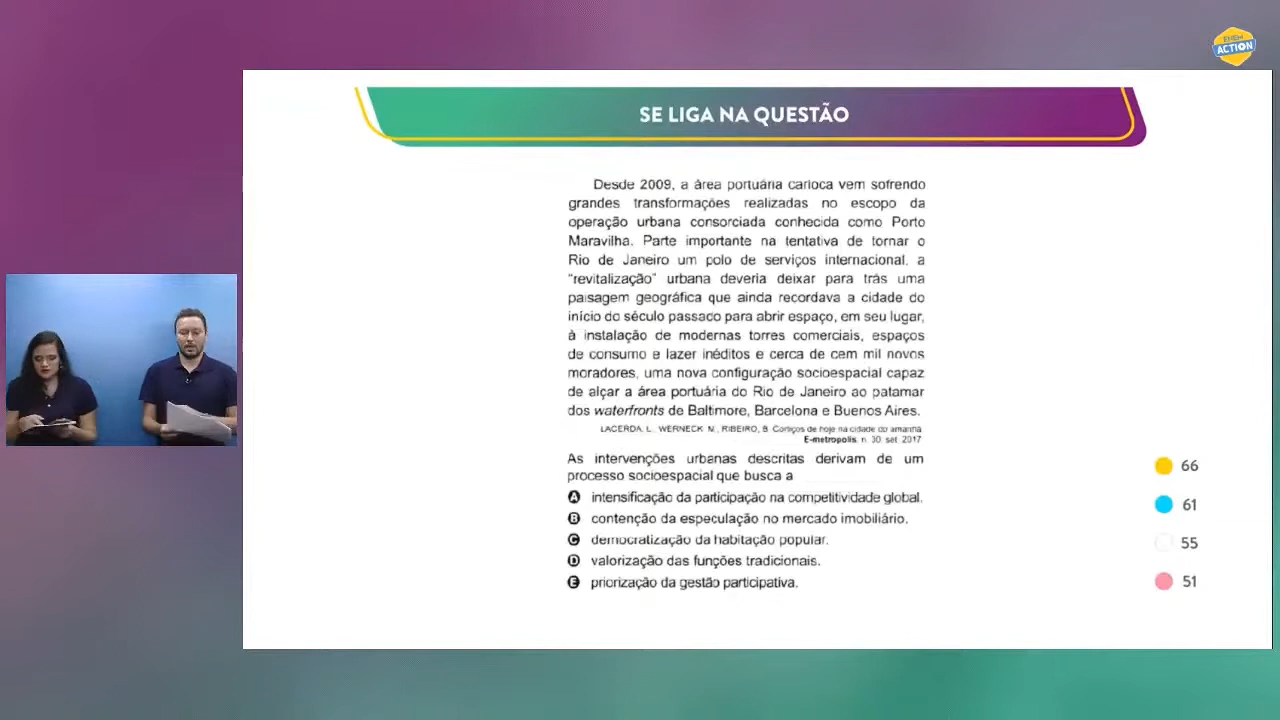 ENEM
ACTION
SE LIGA NA QUESTÃO
Desde 2009, a área portuária carioca vem sofrendo
grandes transformações realizadas no escopo da
operação urbana consorciada conhecida como Porto
Maravilha. Parte importante na tentativa de tornar o
Rio de Janeiro um polo de serviços internacional, a
“revitalização” urbana deveria deixar para trás uma
paisagem geográfica que ainda recordava a cidade do
início do século passado para abrir espaço, em seu lugar,
à instalação de modernas torres comerciais, espaços
de consumo e lazer inéditos e cerca de cem mil novos
moradores, uma nova configuração socioespacial capaz
de alçar a área portuária do Rio de Janeiro ao patamar
dos waterfronts de Baltimore, Barcelona e Buenos Aires.
LACERDA, L.; WERNECK, M.; RIBEIRO, B. Cortiços de hoje na cidade do amanhã.
E-metropolis, n. 30, set. 2017
As intervenções urbanas descritas derivam de um
processo socioespacial que busca a
A intensificação da participação na competitividade global.
B contenção da especulação no mercado imobiliário.
C democratização da habitação popular.
D valorização das funções tradicionais.
E priorização da gestão participativa.
66
61
55
51